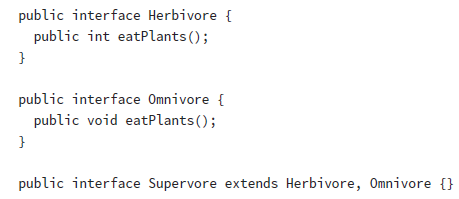 public interface Herbivore {
  public int eatPlants();
}

public interface Omnivore {
  public void eatPlants();
}

public interface Supervore extends Herbivore, Omnivore {}